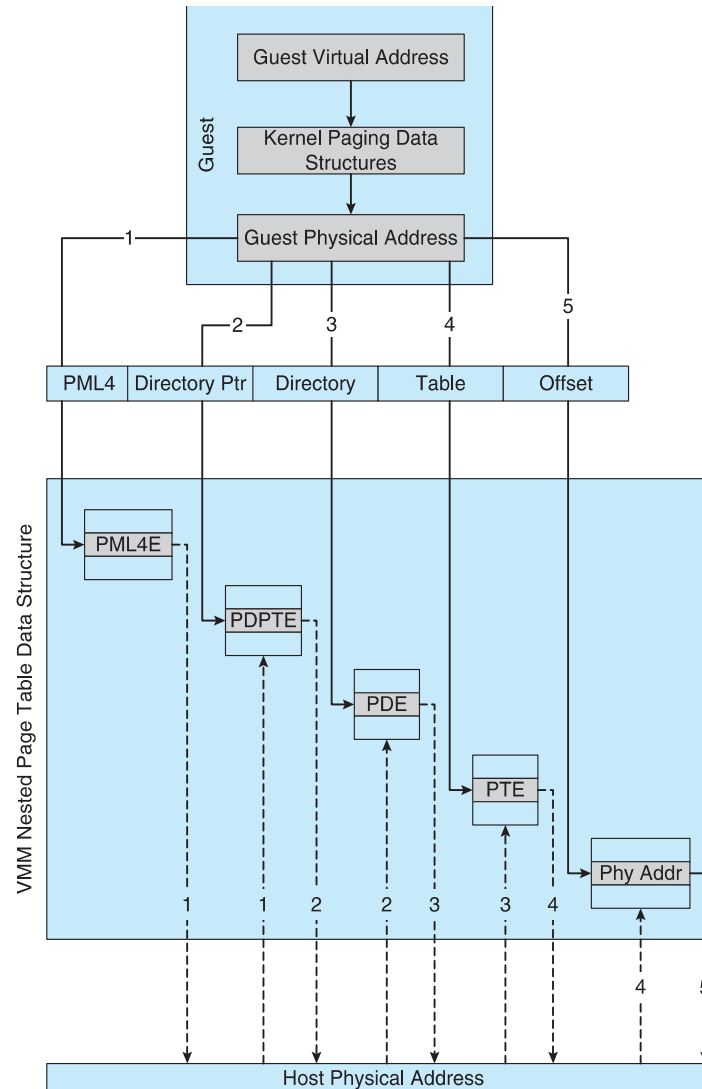 Guest
Guest Virtual Address
Kernel Paging Data
Structures
Guest Physical Address
1
2
3
4
5
PML4
Directory Ptr
Directory
Table
Offset
VMM Nested Page Table Data Structure
PML4E
PDPTE
PDE
PTE
Phy Addr
1
1
2
2
3
3
4
4
5
Host Physical Address